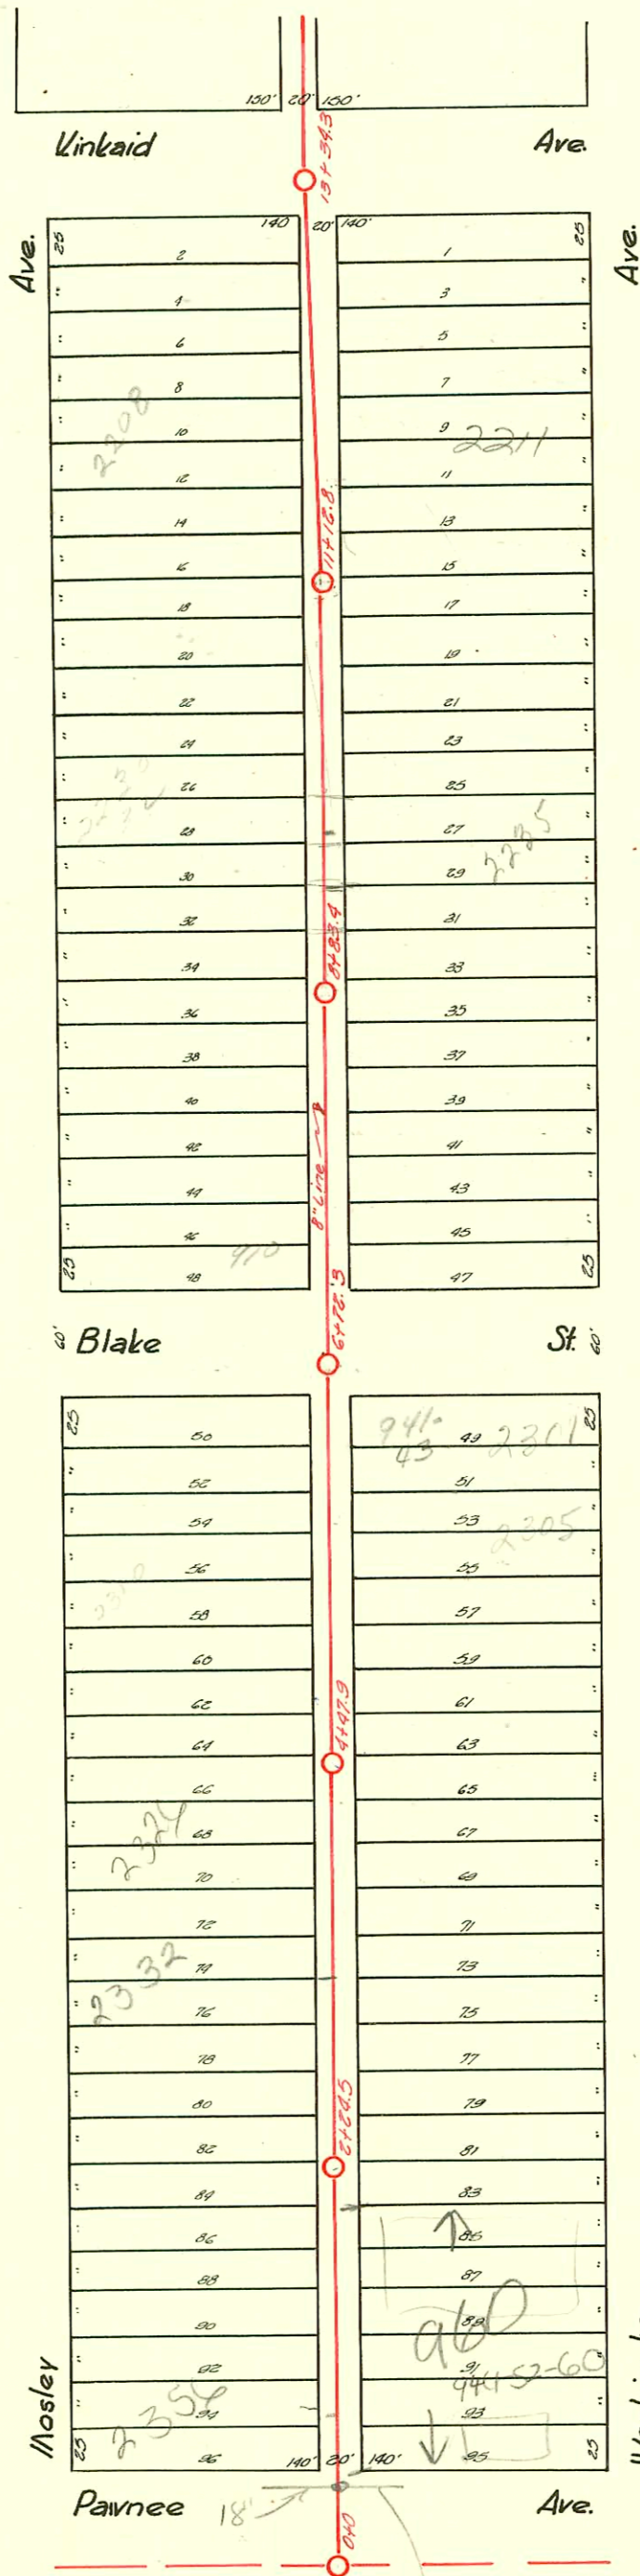 150' 20' 150'
Kinkaid Ave.
13+34.3
Ave. Ave.
140 20' 140'
25 2 1 25
" 4 3 "
" 6 5 "
" 8 7 "
2208
" 10 9 "
2211
" 12 11 "
" 14 13 "
11+12.8
" 16 15 "
" 18 17 "
" 20 19 "
" 22 21 "
" 24 23 "
" 26 25 "
" 28 27 "
2235
" 30 29 "
" 32 31 "
8+83.4
" 34 33 "
" 36 35 "
" 38 37 "
" 40 39 "
8" Line
" 42 41 "
" 44 43 "
" 46 45 "
910
25 48 47 25
6+72.3
60' Blake St. 60'
25 50 49 25
941-
43
2301
" 52 51 "
" 54 53 "
2305
" 56 55 "
2310
" 58 57 "
" 60 59 "
" 62 61 "
4+47.9
" 64 63 "
" 66 65 "
" 68 67 "
2324
" 70 69 "
" 72 71 "
" 74 73 "
2332
" 76 75 "
" 78 77 "
" 80 79 "
2+24.5
" 82 81 "
" 84 83 "
" 86 85 "
" 88 87 "
" 90 89 "
960
" 92 91 "
944-52-60
" 94 93 "
2356
25 96 140' 20' 140' 95 25
Mosley
Pawnee Ave.
18"
0+0